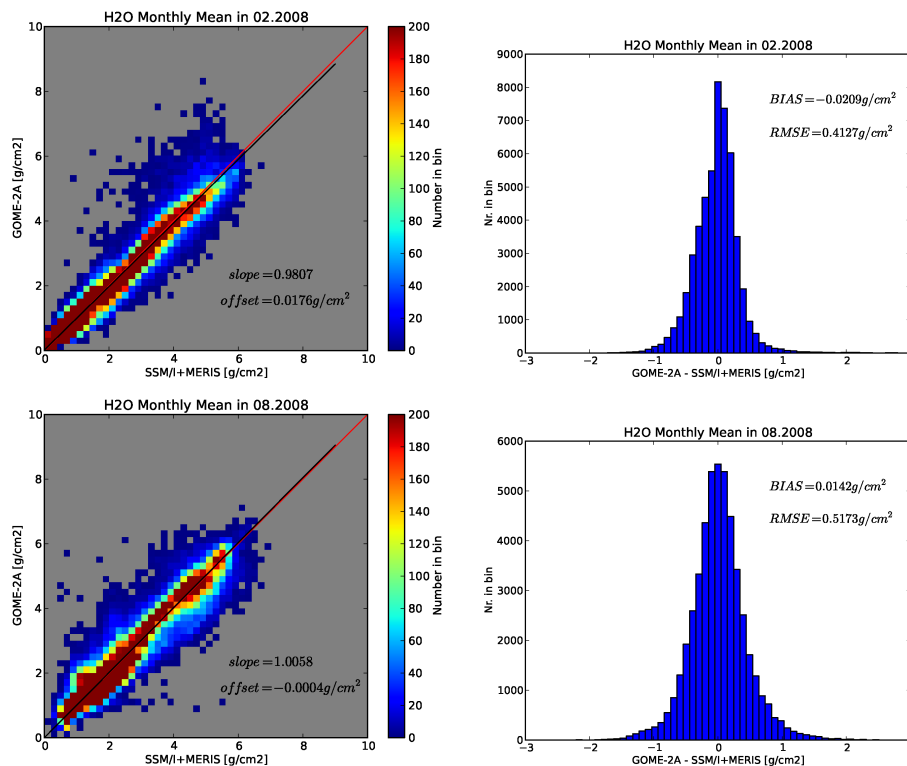 H2O Monthly Mean in 02.2008
10
8
6
4
2
0
GOME-2A [g/cm2]
0 2 4 6 8 10
SSM/I+MERIS [g/cm2]
slope=0.9807
offset=0.0176g/cm²
200
180
160
140
120
100
80
60
40
20
0
Number in bin
H2O Monthly Mean in 02.2008
9000
8000
7000
6000
5000
4000
3000
2000
1000
0
Nr. in bin
−3 −2 −1 0 1 2 3
GOME-2A - SSM/I+MERIS [g/cm2]
BIAS=−0.0209g/cm²
RMSE=0.4127g/cm²
H2O Monthly Mean in 08.2008
10
8
6
4
2
0
GOME-2A [g/cm2]
0 2 4 6 8 10
SSM/I+MERIS [g/cm2]
slope=1.0058
offset=−0.0004g/cm²
200
180
160
140
120
100
80
60
40
20
0
Number in bin
H2O Monthly Mean in 08.2008
6000
5000
4000
3000
2000
1000
0
Nr. in bin
−3 −2 −1 0 1 2 3
GOME-2A - SSM/I+MERIS [g/cm2]
BIAS=0.0142g/cm²
RMSE=0.5173g/cm²